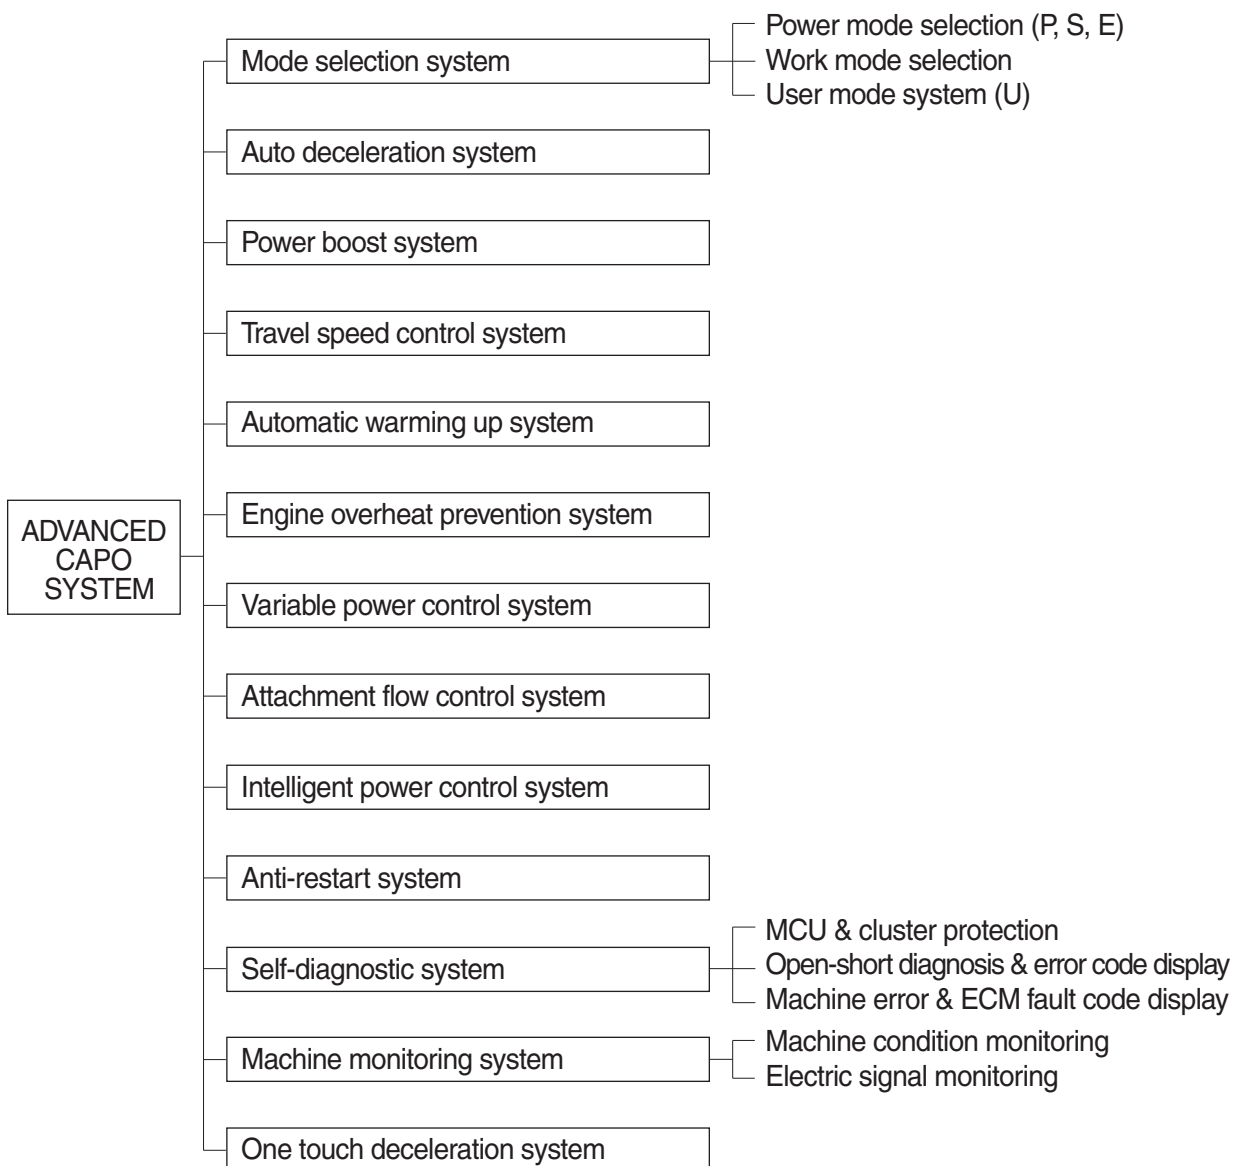 Power mode selection (P, S, E)
Mode selection system
Work mode selection
User mode system (U)
Auto deceleration system
Power boost system
Travel speed control system
Automatic warming up system
Engine overheat prevention system
ADVANCED
CAPO
SYSTEM
Variable power control system
Attachment flow control system
Intelligent power control system
Anti-restart system
MCU & cluster protection
Self-diagnostic system
Open-short diagnosis & error code display
Machine error & ECM fault code display
Machine monitoring system
Machine condition monitoring
Electric signal monitoring
One touch deceleration system